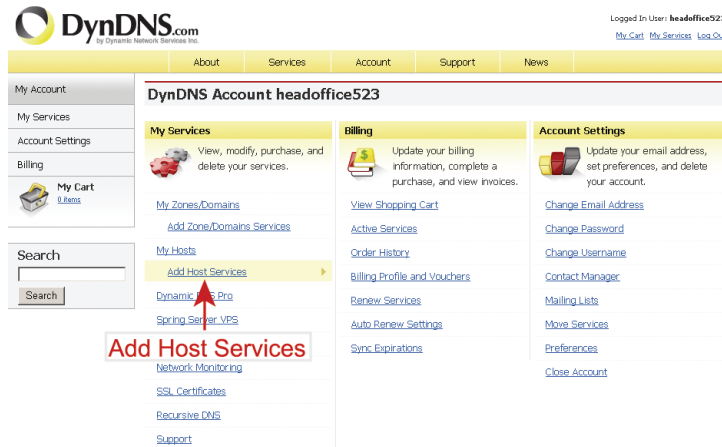 DynDNS.com
by Dynamic Network Services Inc.
Logged In User: headoffice523
My Cart My Services Log Ou
About Services Account Support News
My Account
My Services
Account Settings
Billing
My Cart
0 items
Search
Search
DynDNS Account headoffice523
My Services
View, modify, purchase, and
delete your services.
My Zones/Domains
Add Zone/Domains Services
My Hosts
Add Host Services
Dynamic DNS Pro
Spring Server VPS
Add Host Services
Network Monitoring
SSL Certificates
Recursive DNS
Support
Billing
Update your billing
information, complete a
purchase, and view invoices.
View Shopping Cart
Active Services
Order History
Billing Profile and Vouchers
Renew Services
Auto Renew Settings
Sync Expirations
Account Settings
Update your email address,
set preferences, and delete
your account.
Change Email Address
Change Password
Change Username
Contact Manager
Mailing Lists
Move Services
Preferences
Close Account